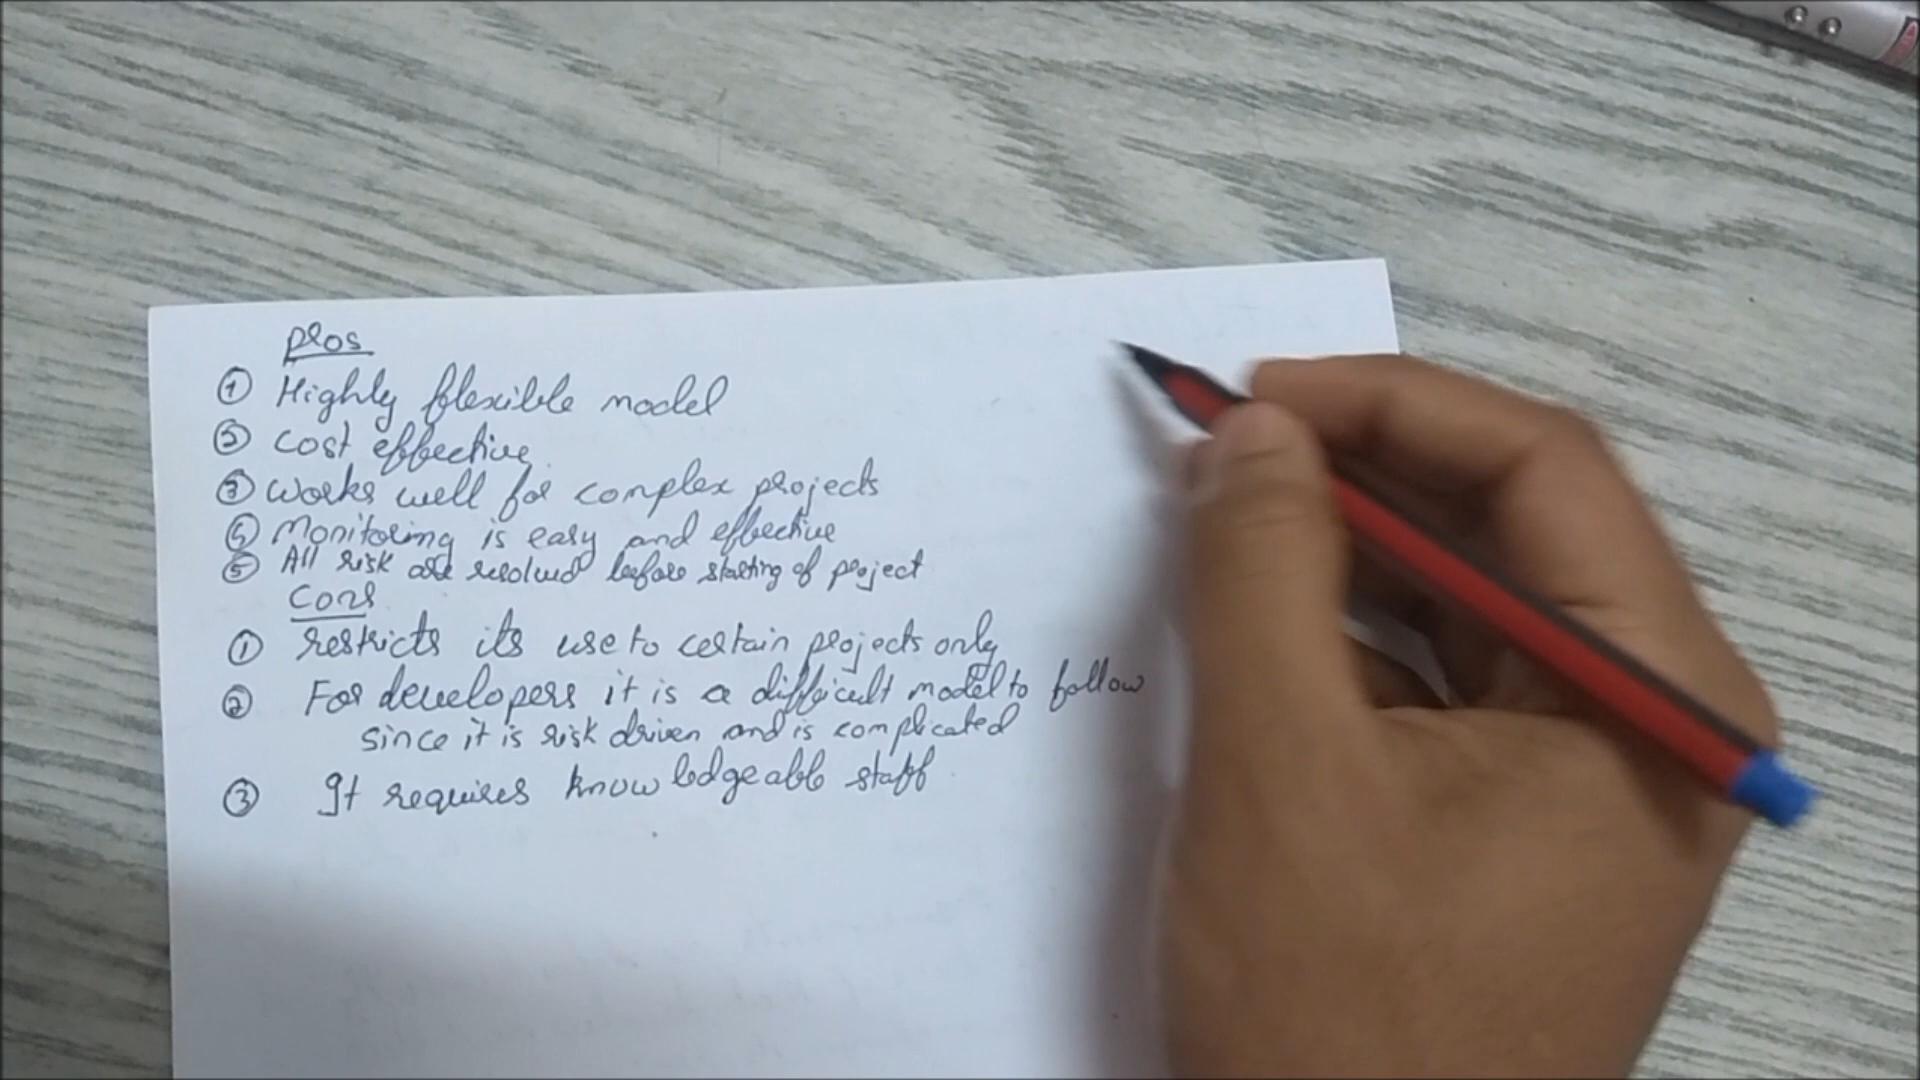 Pros
① Highly flexible model
② cost effective
③ works well for complex projects
④ Monitoring is easy and effective
⑤ All risk are resolved before starting of project
Cons
① restricts its use to certain projects only
② For developers it is a difficult model to follow
since it is risk driven and is complicated
③ It requires knowledgeable staff